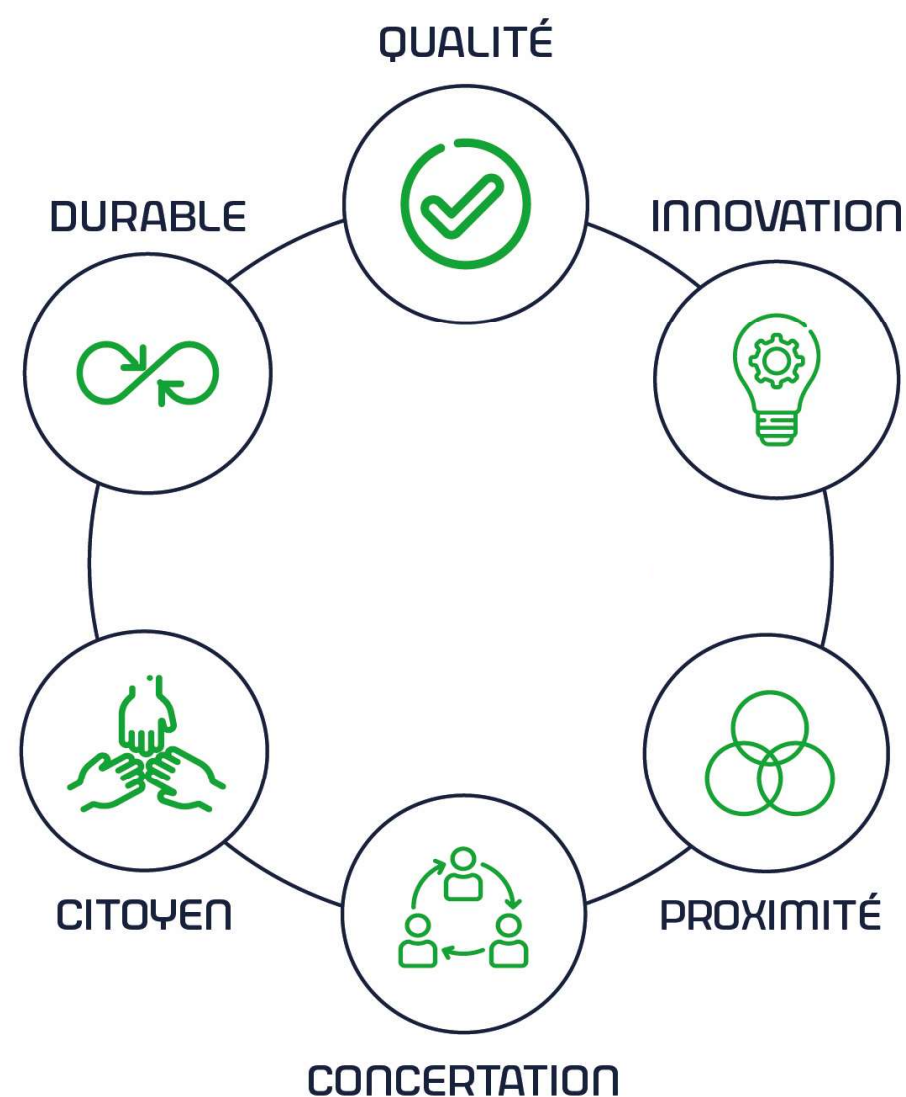 QUALITÉ
DURABLE
INNOVATION
CITOYEN
PROXIMITÉ
CONCERTATION